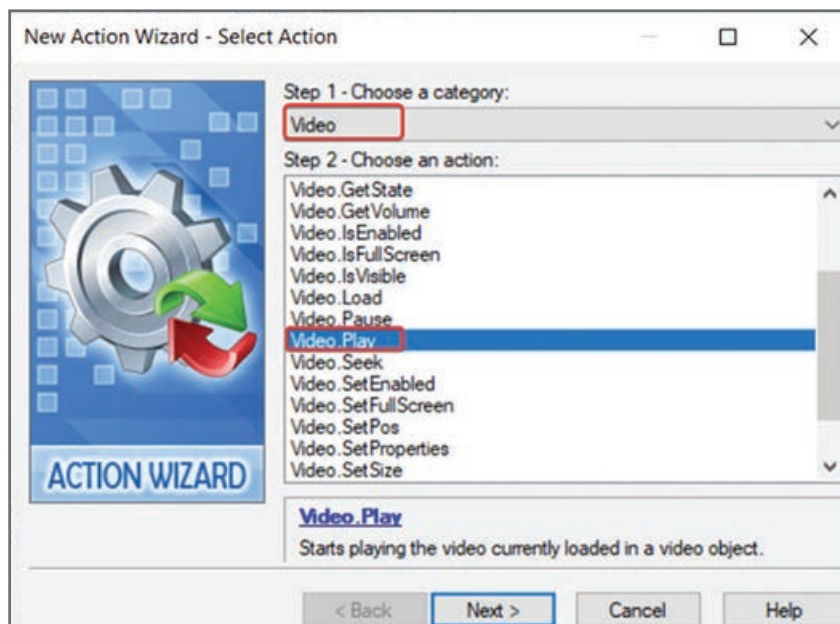 New Action Wizard - Select Action
Step 1 - Choose a category:
Video
Step 2 - Choose an action:
Video.GetState
Video.GetVolume
Video.IsEnabled
Video.IsFullScreen
Video.IsVisible
Video.Load
Video.Pause
Video.Play
Video.Seek
Video.SetEnabled
Video.SetFullScreen
Video.SetPos
Video.SetProperties
Video.SetSize
ACTION WIZARD
Video.Play
Starts playing the video currently loaded in a video object.
< Back Next > Cancel Help